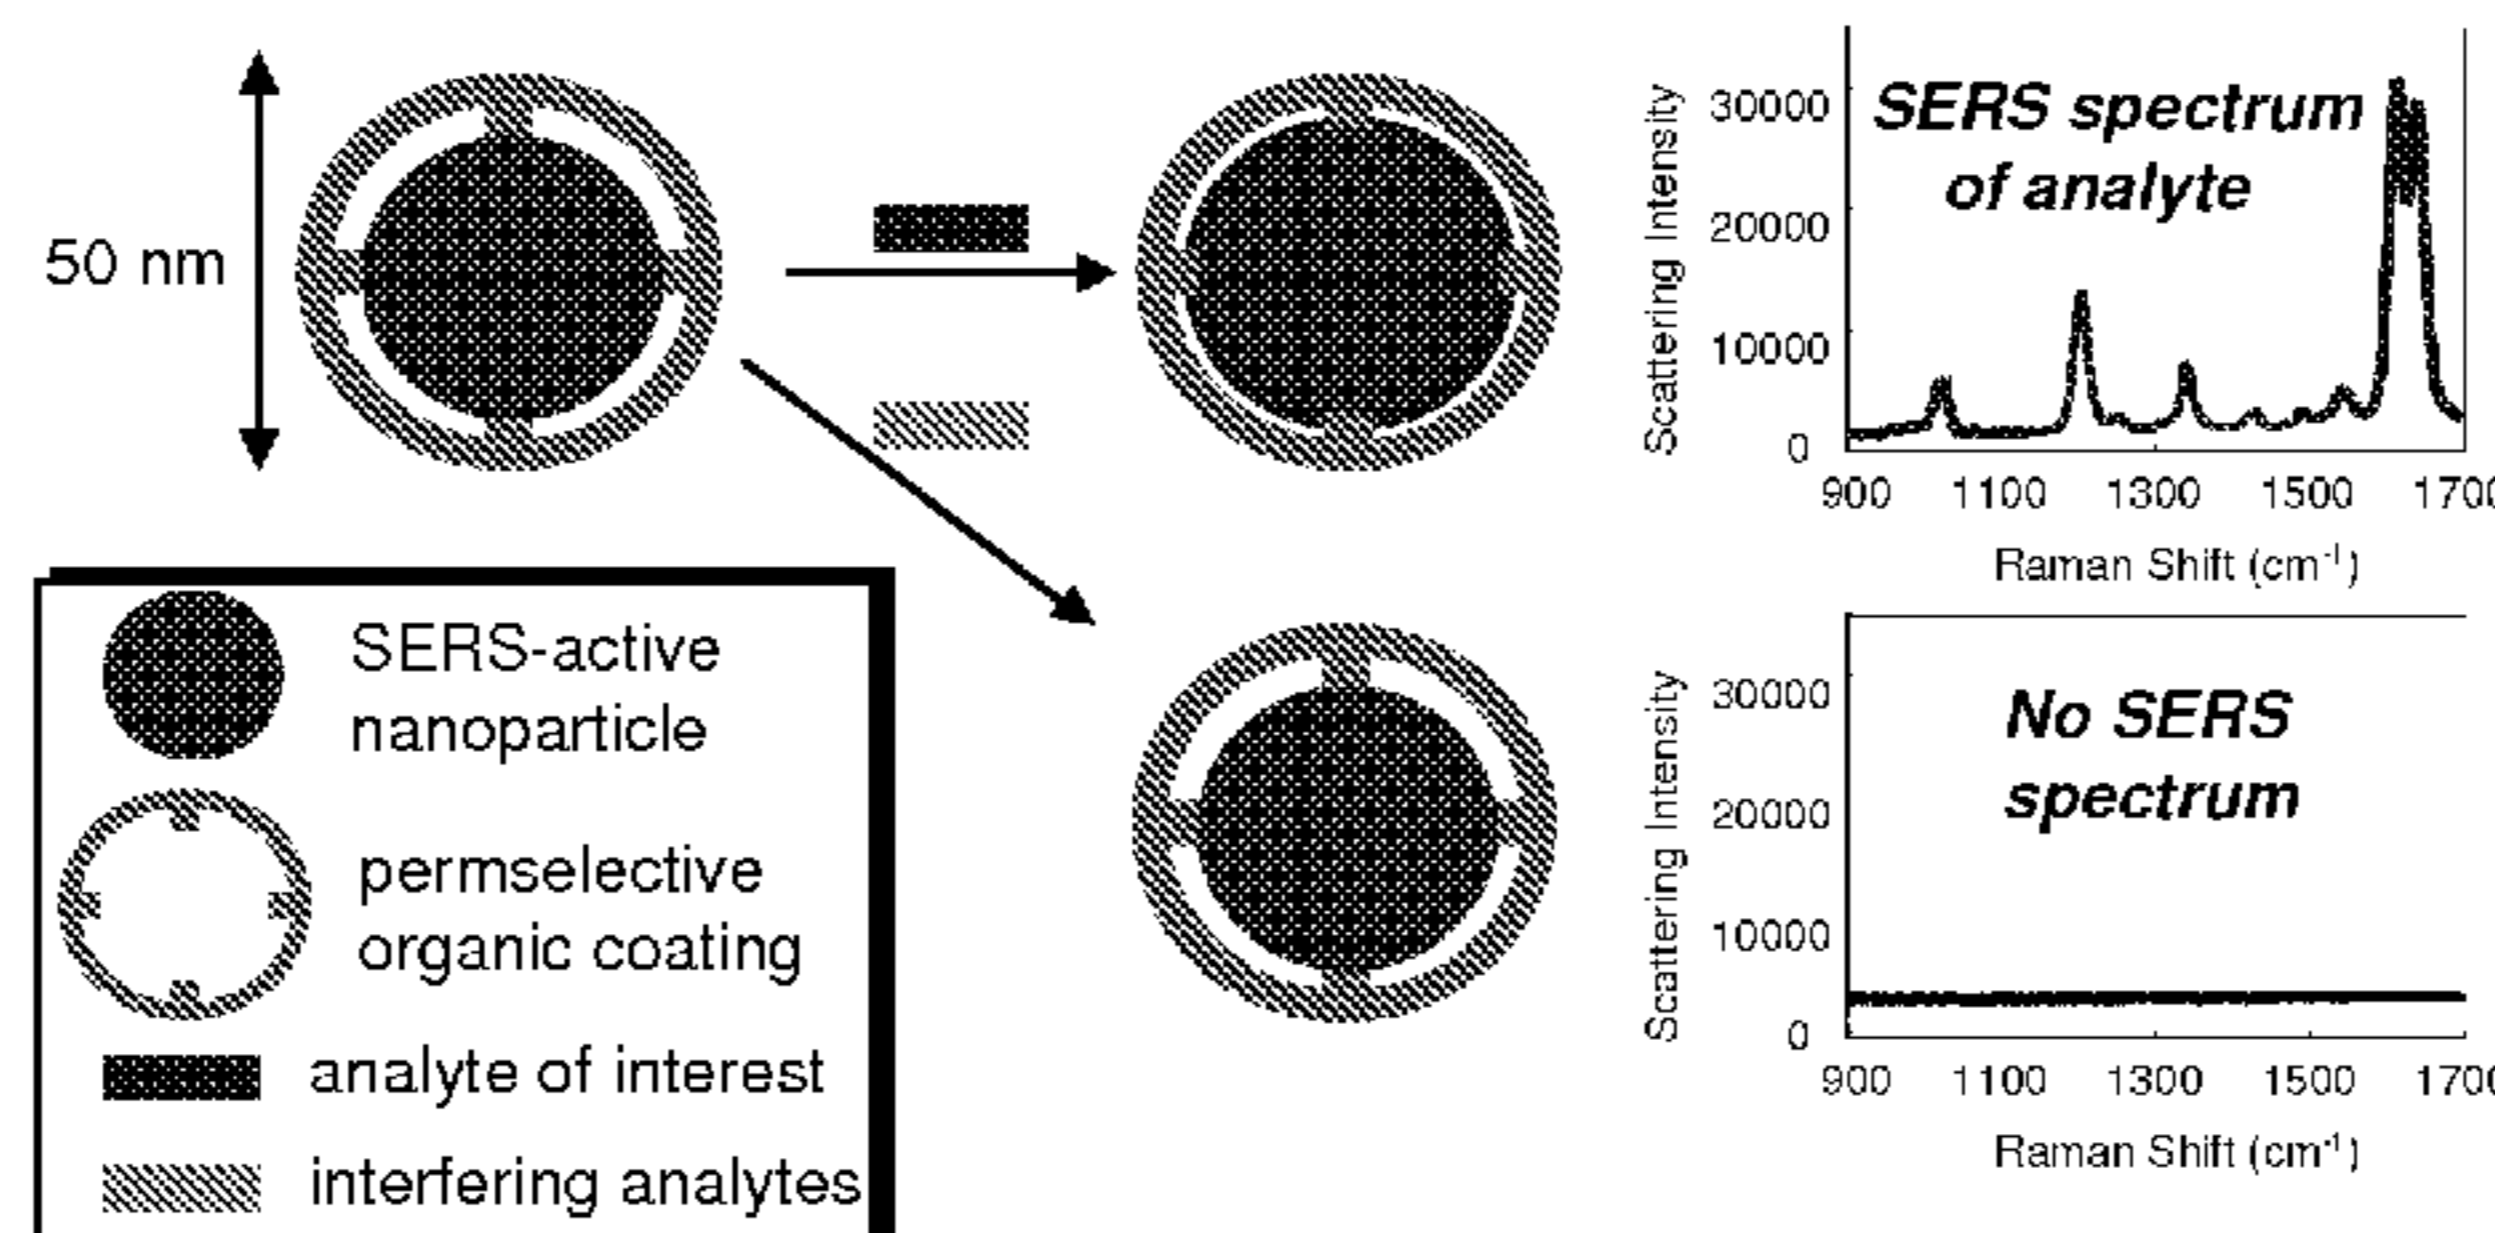 50 nm
SERS-active
nanoparticle
permselective
organic coating
analyte of interest
interfering analytes
SERS spectrum
of analyte
Scattering Intensity
30000
20000
10000
0
900 1100 1300 1500 1700
Raman Shift (cm⁻¹)
No SERS
spectrum
Scattering Intensity
30000
20000
10000
0
900 1100 1300 1500 1700
Raman Shift (cm⁻¹)